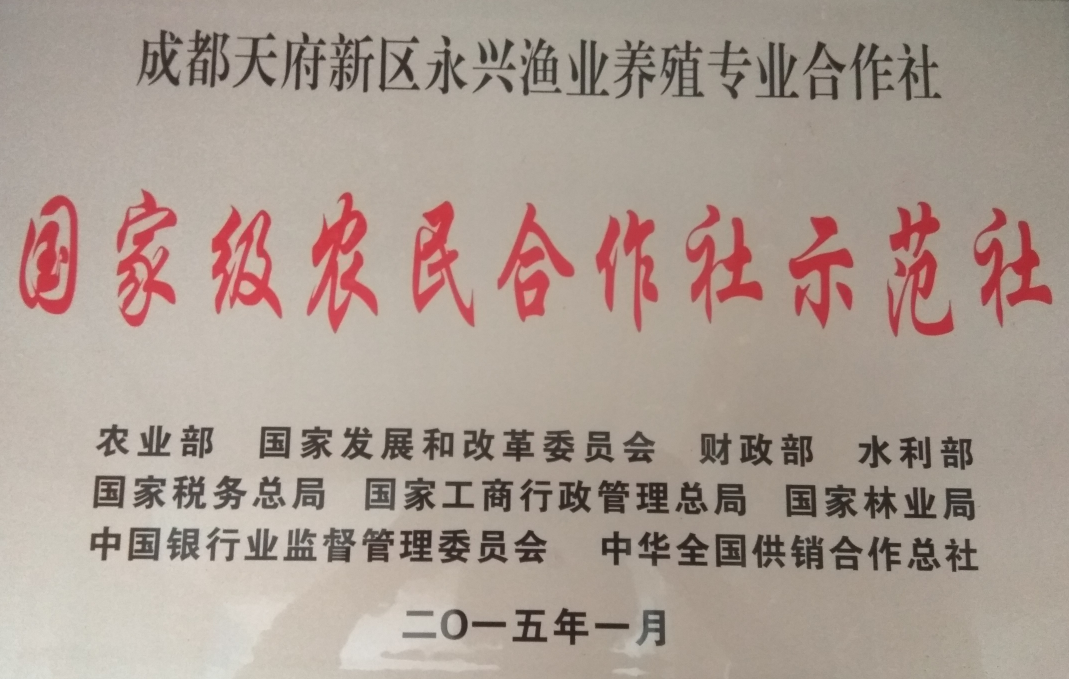 成都天府新区永兴渔业养殖专业合作社
国家级农民合作社示范社
农业部 国家发展和改革委员会 财政部 水利部
国家税务总局 国家工商行政管理总局 国家林业局
中国银行业监督管理委员会 中华全国供销合作总社
二〇一五年一月